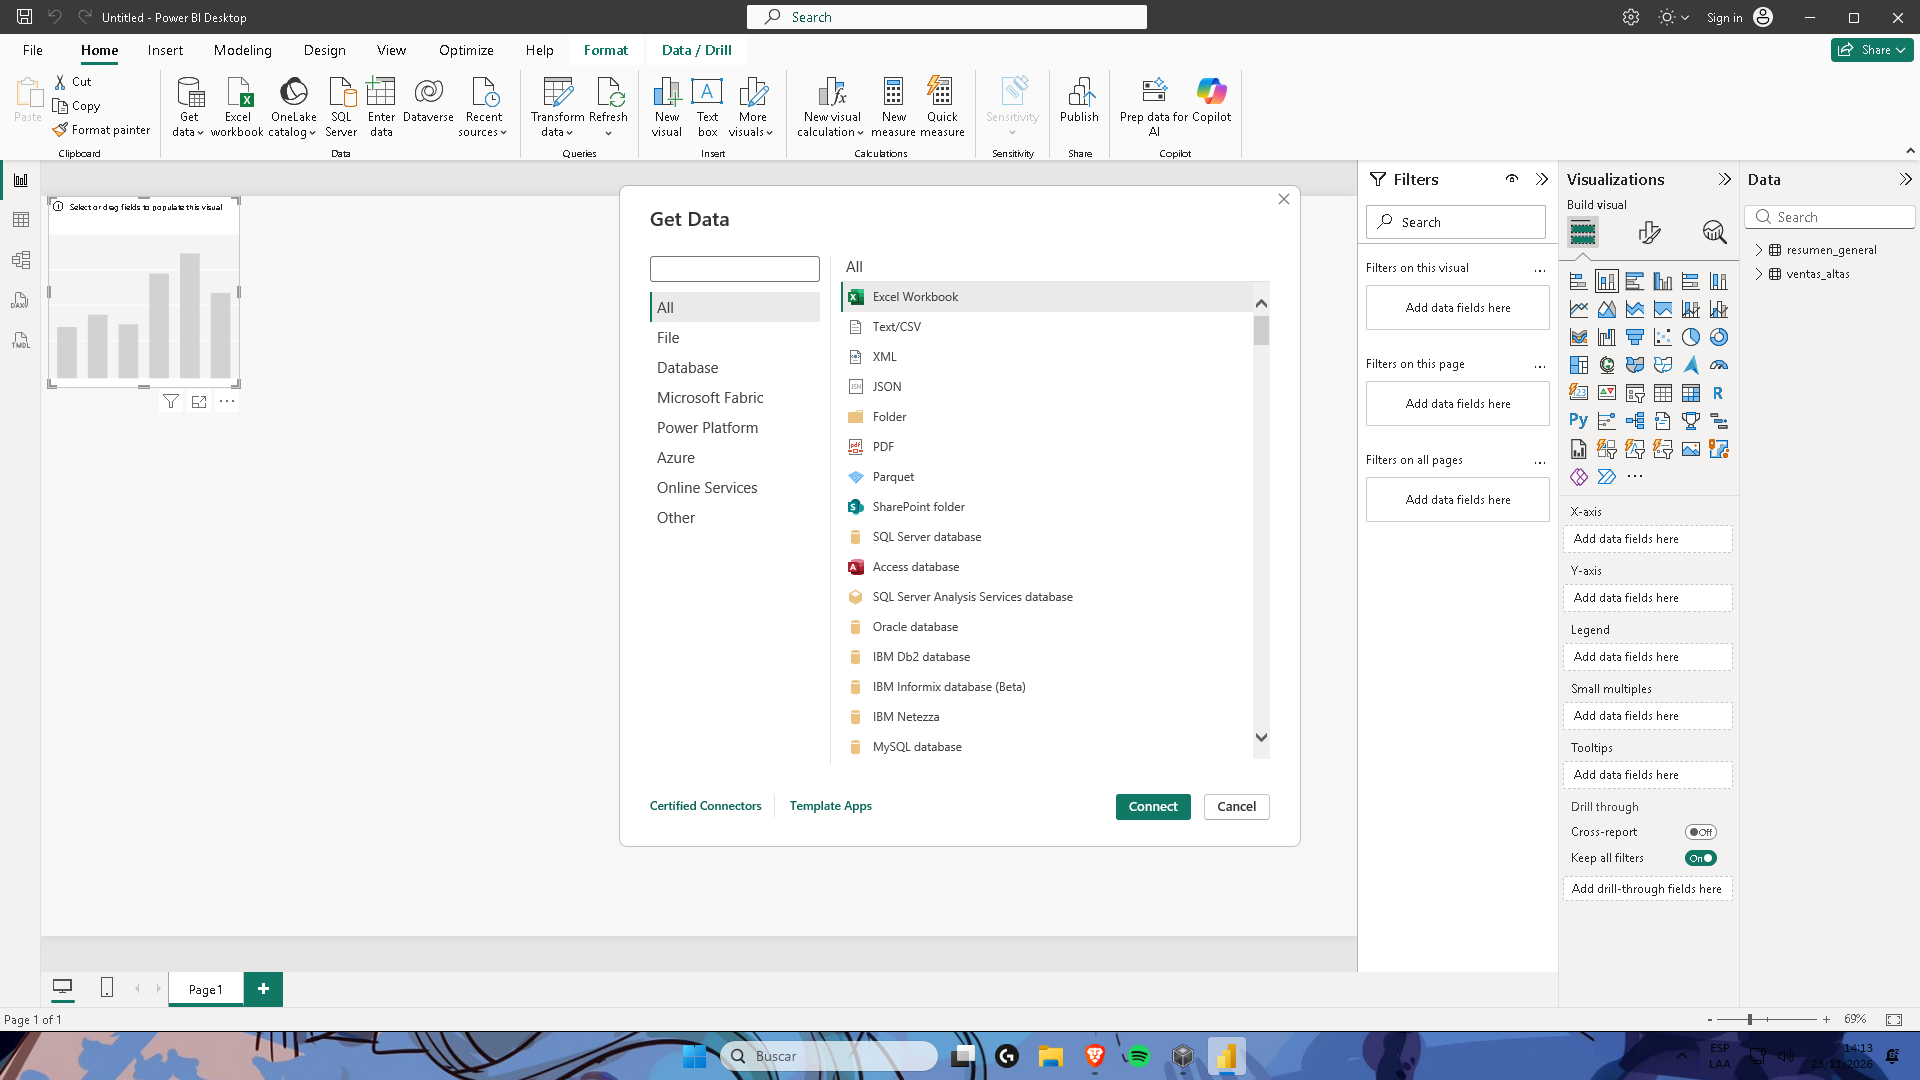 Untitled - Power BI Desktop
Search
Sign in
File
Home
Insert
Modeling
Design
View
Optimize
Help
Format
Data / Drill
Share
Paste
Cut
Copy
Format painter
Clipboard
Get data
Excel workbook
OneLake catalog
SQL Server
Enter data
Dataverse
Recent sources
Data
Transform data
Refresh
Queries
New visual
Text box
More visuals
Insert
New visual calculation
New measure
Quick measure
Calculations
Sensitivity
Sensitivity
Publish
Share
Prep data for AI
Copilot
Copilot
DAX
TMDL
Select or drag fields to populate this visual
Get Data
All
File
Database
Microsoft Fabric
Power Platform
Azure
Online Services
Other
All
Excel Workbook
Text/CSV
XML
JSON
Folder
PDF
Parquet
SharePoint folder
SQL Server database
Access database
SQL Server Analysis Services database
Oracle database
IBM Db2 database
IBM Informix database (Beta)
IBM Netezza
MySQL database
Certified Connectors
Template Apps
Connect
Cancel
Filters
Search
Filters on this visual
Add data fields here
Filters on this page
Add data fields here
Filters on all pages
Add data fields here
Visualizations
Build visual
R
Py
X-axis
Add data fields here
Y-axis
Add data fields here
Legend
Add data fields here
Small multiples
Add data fields here
Tooltips
Add data fields here
Drill through
Cross-report
Off
Keep all filters
On
Add drill-through fields here
Data
Search
resumen_general
ventas_altas
Page 1
Page 1 of 1
69%
Buscar
ESP
LAA
14:13
23/11/2026